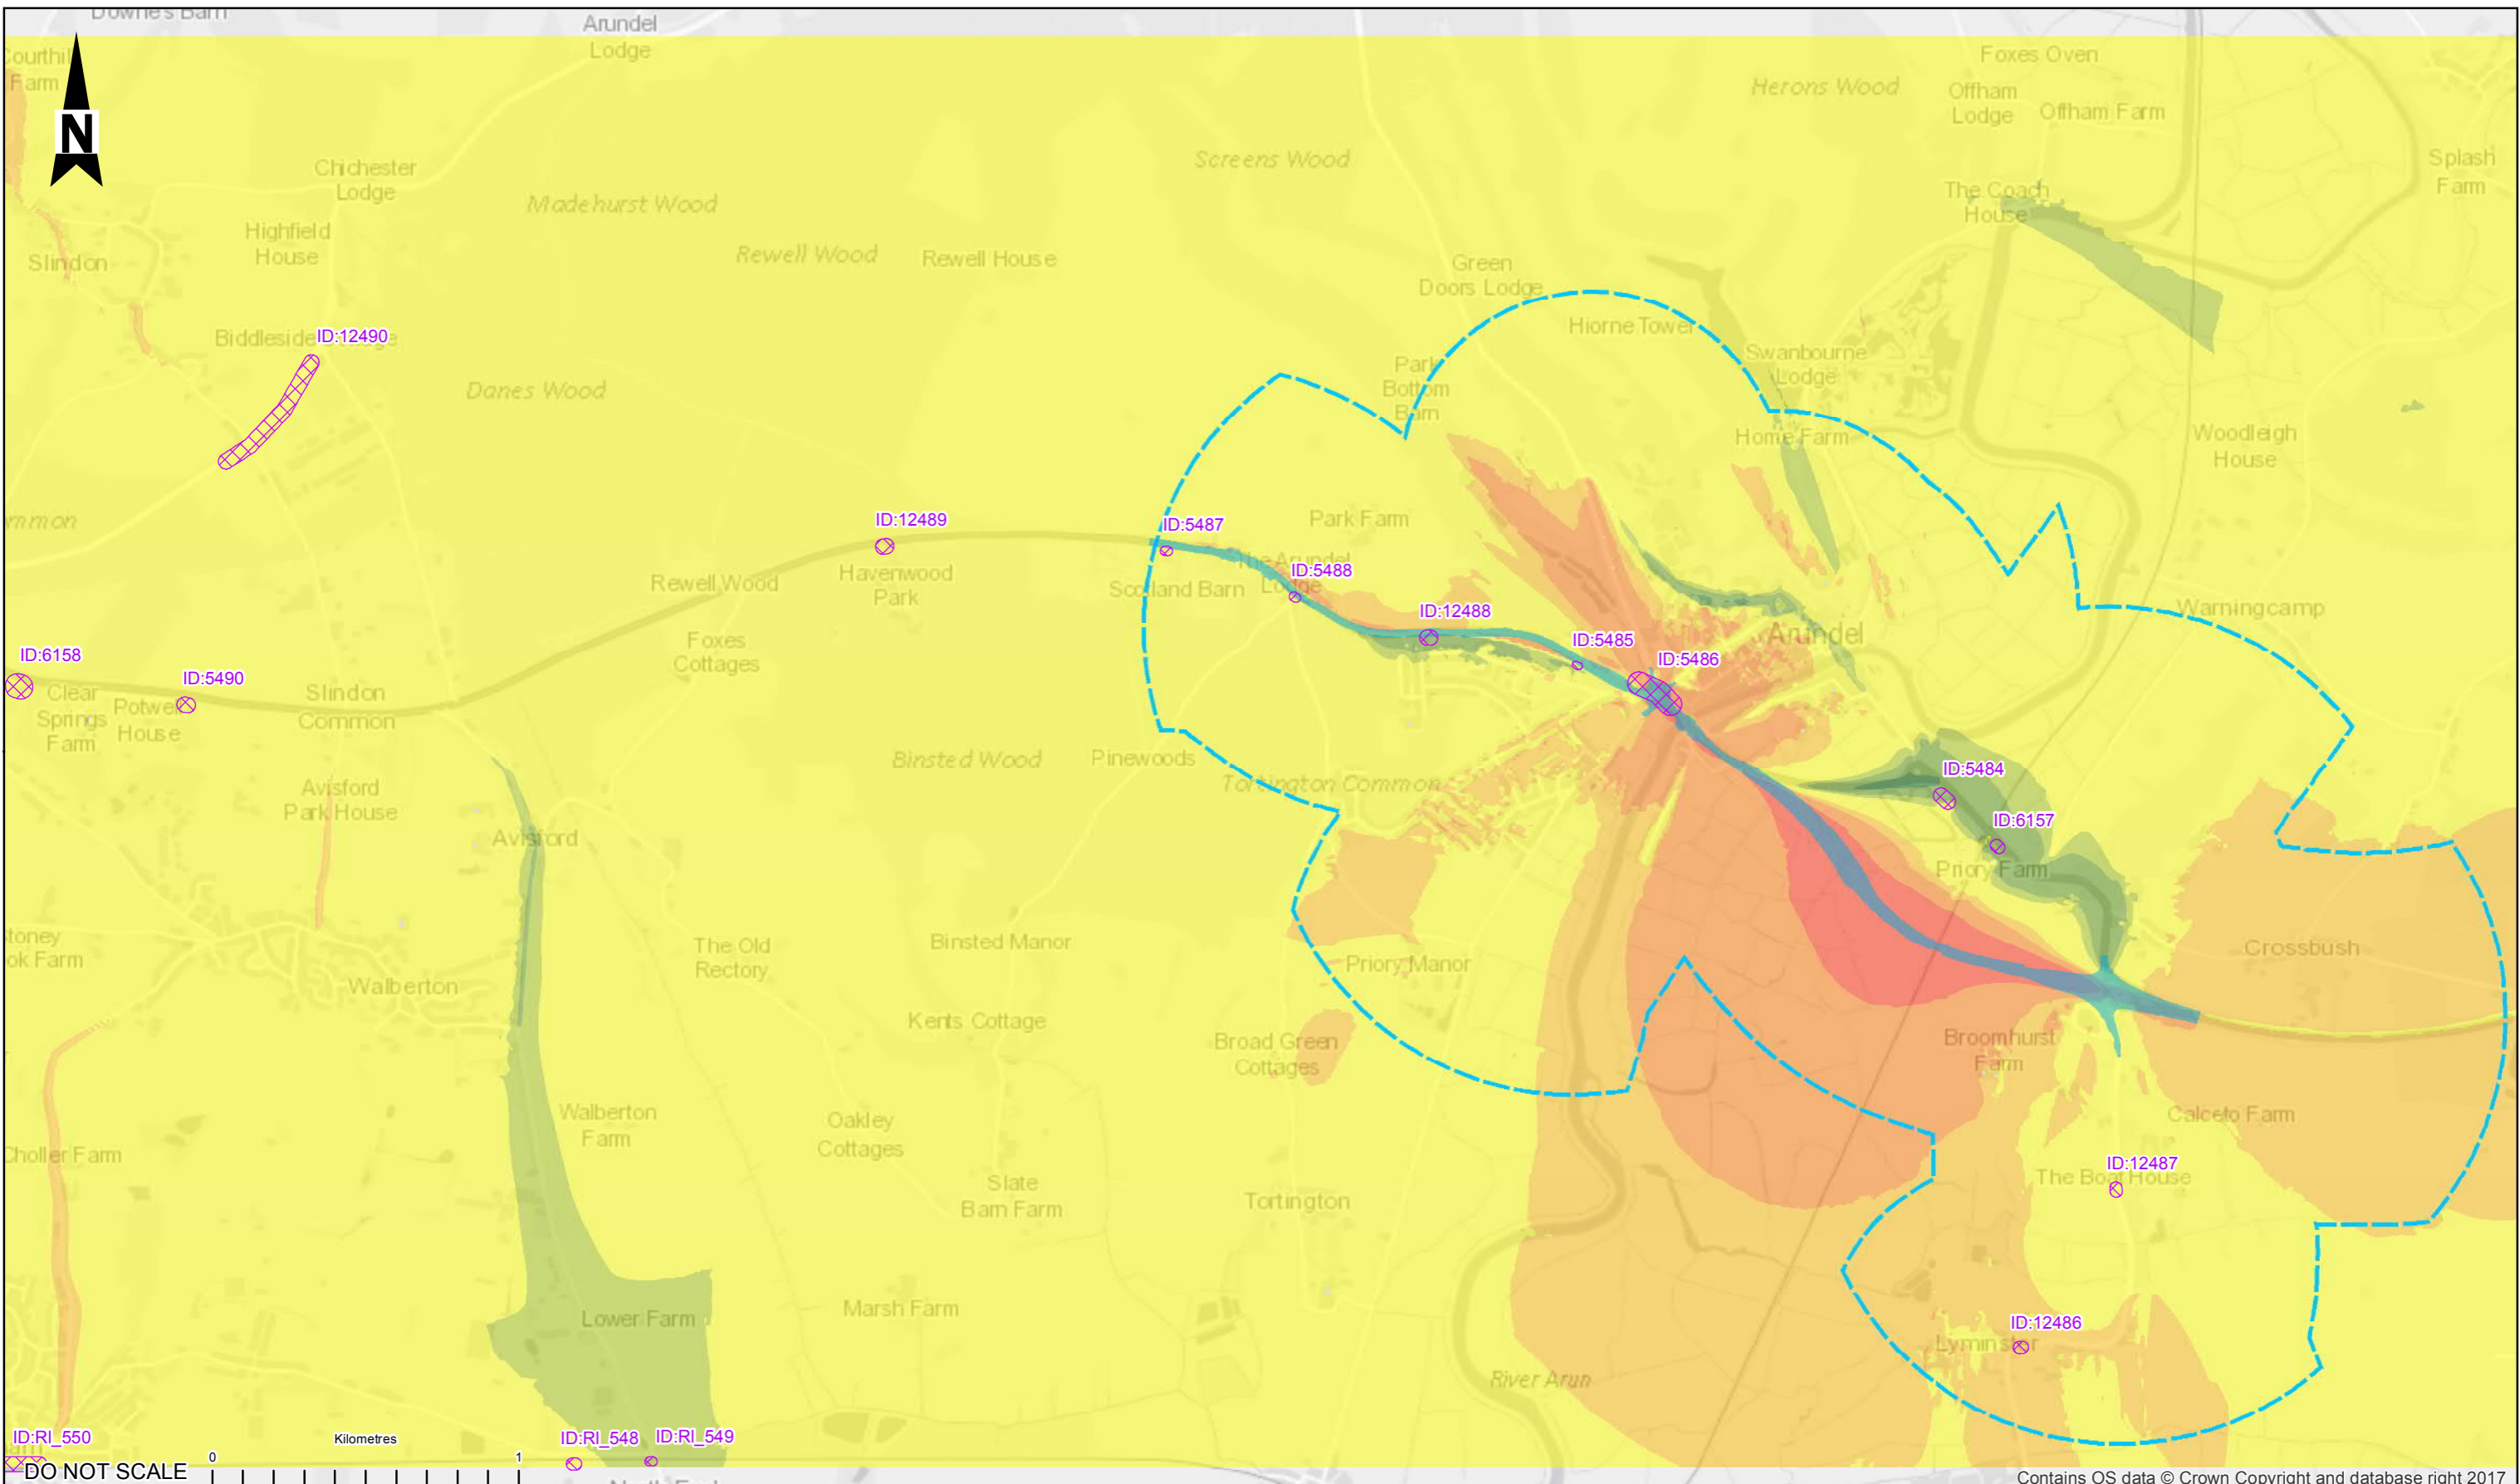 Arundel
Lodge
Farm
N
Foxes Oven
Herons Wood
Offham
Lodge
Offham Farm
Splash
Farm
Chichester
Lodge
Screens Wood
The Coach
House
Madehurst Wood
Highfield
House
Rewell Wood
Rewell House
Slindon
Green
Doors Lodge
Hiorne Tower
ID:12490
Swanbourne
Lodge
Park
Bottom
Barn
Danes Wood
Home Farm
Woodleigh
House
ID:12489
Park Farm
ID:5487
The Arundel
Lodge
ID:5488
Havenwood
Park
Rewell Wood
Scotland Barn
ID:12488
Warningcamp
Arundel
Foxes
Cottages
ID:5485
ID:5486
ID:6158
ID:5490
Clear
Springs
Farm
Potwell
House
Slindon
Common
Binsted Wood
Pinewoods
Tortington Common
ID:5484
Avisford
Park House
Avisford
ID:6157
Priory Farm
The Old
Rectory
Binsted Manor
Crossbush
Priory Manor
Walberton
Kents Cottage
Broad Green
Cottages
Broomhurst
Farm
Walberton
Farm
Oakley
Cottages
Calceto Farm
Choller Farm
ID:12487
The Boat House
Slate
Barn Farm
Tortington
Lower Farm
Marsh Farm
ID:12486
Lyminster
River Arun
ID:RI_550
Kilometres
0
1
ID:RI_548
ID:RI_549
DO NOT SCALE
Contains OS data © Crown Copyright and database right 2017